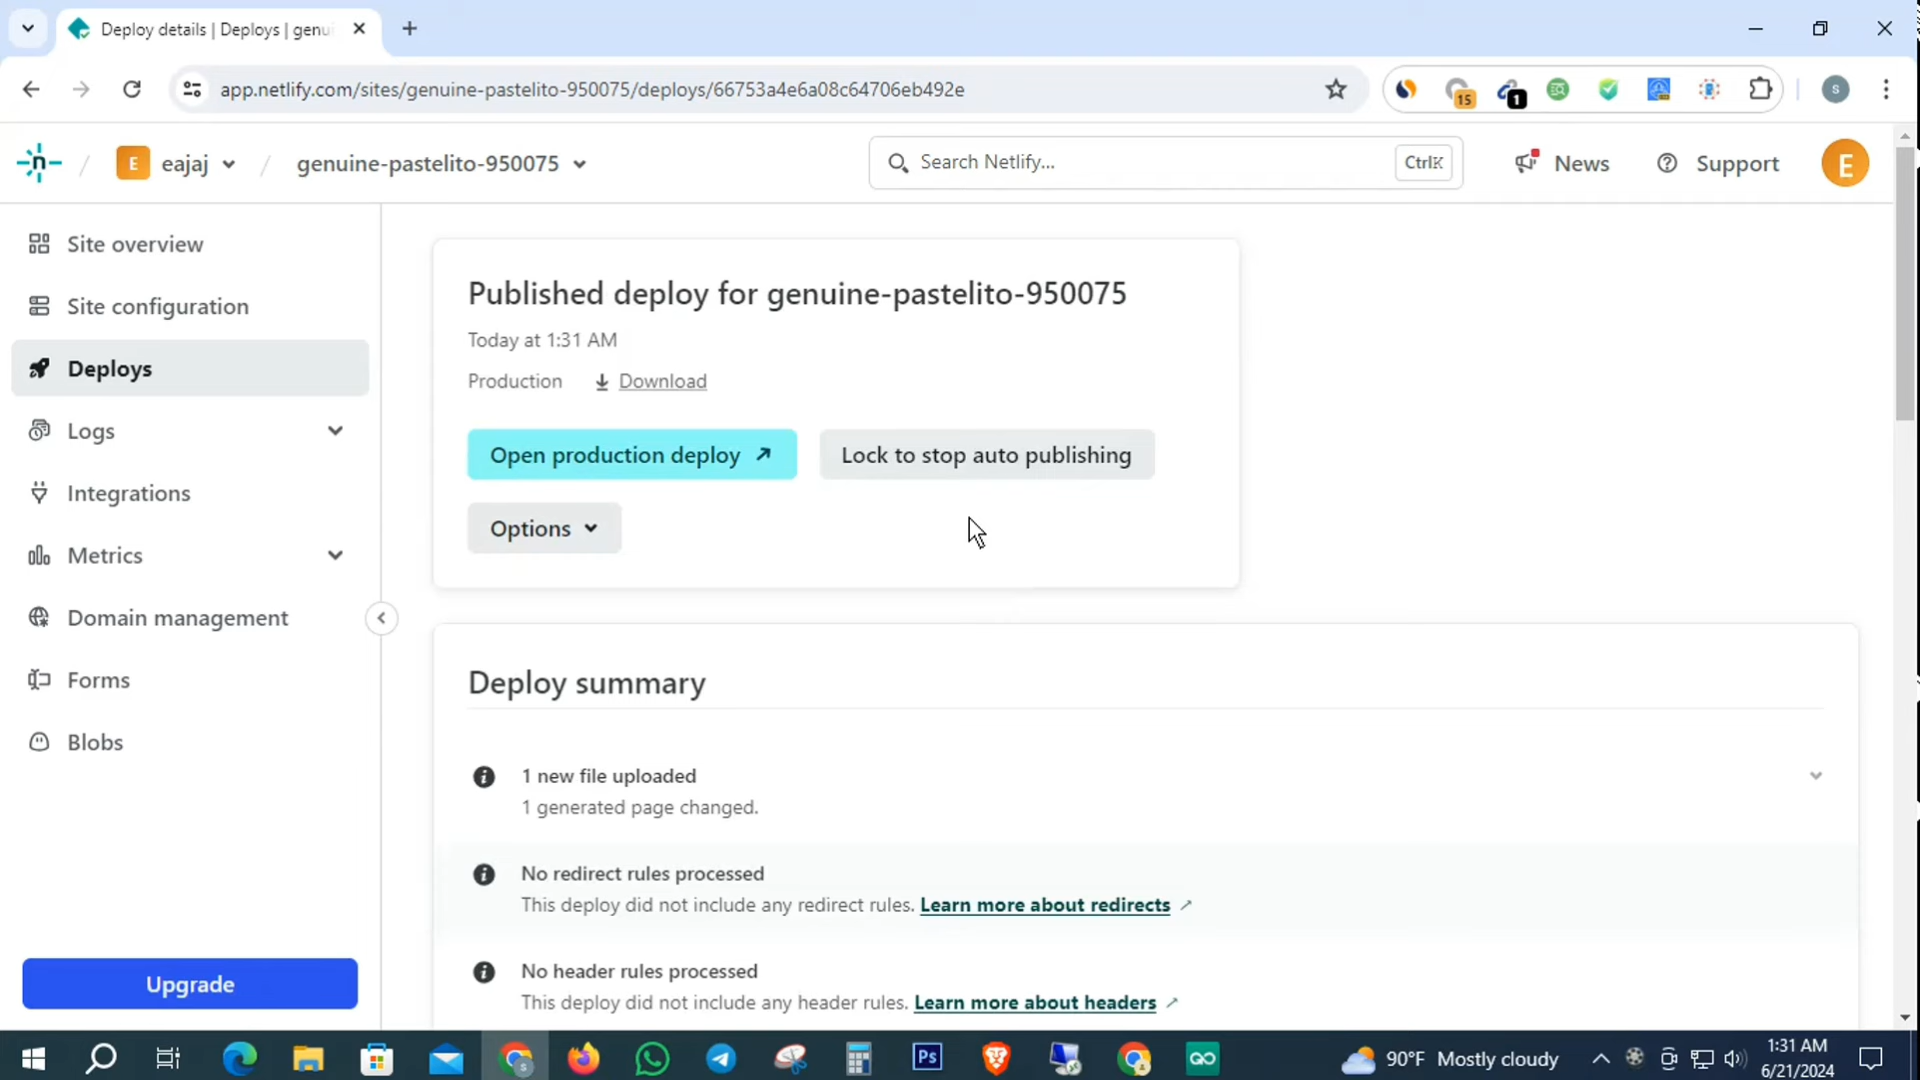 Deploy details | Deploys | genu
app.netlify.com/sites/genuine-pastelito-950075/deploys/66753a4e6a08c64706eb492e
15
1
S
n
E
eajaj
genuine-pastelito-950075
Search Netlify...
CtrlK
News
Support
E
Site overview
Site configuration
Deploys
Logs
Integrations
Metrics
Domain management
Forms
Blobs
Upgrade
Published deploy for genuine-pastelito-950075
Today at 1:31 AM
Production Download
Open production deploy
Lock to stop auto publishing
Options
Deploy summary
1 new file uploaded
1 generated page changed.
No redirect rules processed
This deploy did not include any redirect rules. Learn more about redirects
No header rules processed
This deploy did not include any header rules. Learn more about headers
Ps
90°F Mostly cloudy
1:31 AM
6/21/2024